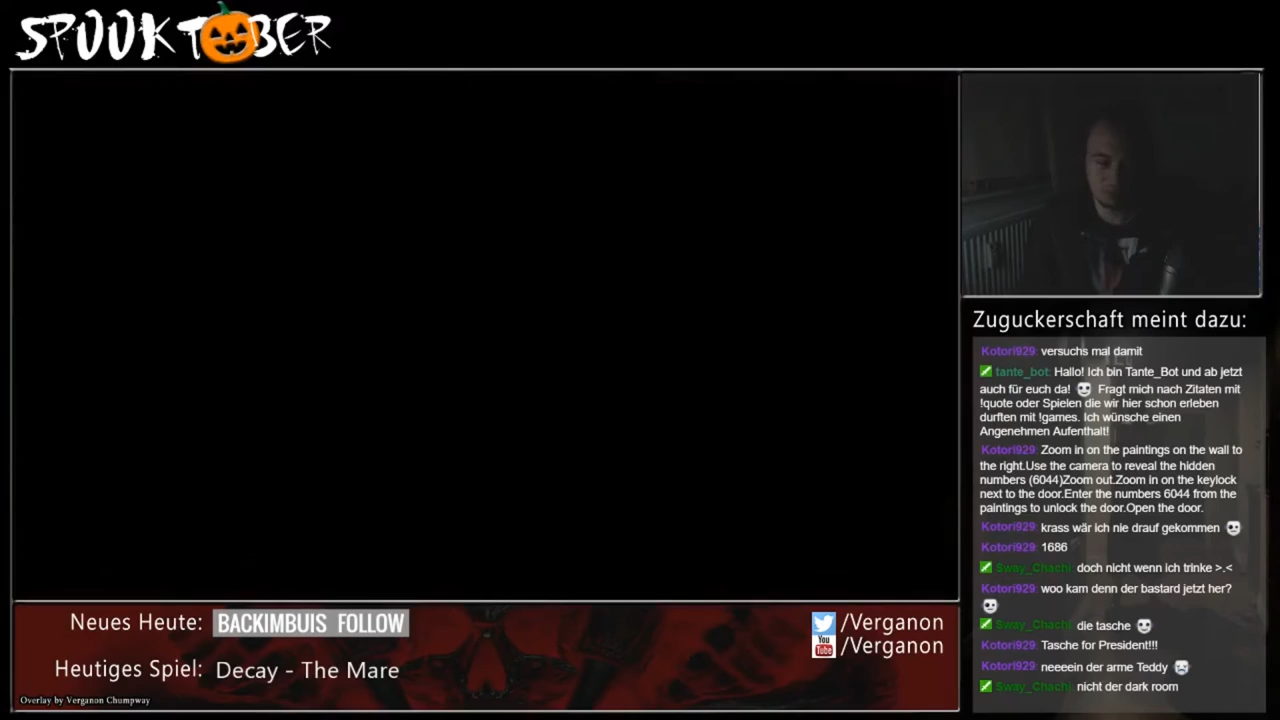 SPOOKTOBER
Zuguckerschaft meint dazu:
Kotori929: versuchs mal damit
tante_bot: Hallo! Ich bin Tante_Bot und ab jetzt
auch für euch da! Fragt mich nach Zitaten mit
!quote oder Spielen die wir hier schon erleben
durften mit !games. Ich wünsche einen
Angenehmen Aufenthalt!
Kotori929: Zoom in on the paintings on the wall to
the right.Use the camera to reveal the hidden
numbers (6044)Zoom out.Zoom in on the keylock
next to the door.Enter the numbers 6044 from the
paintings to unlock the door.Open the door.
Kotori929: krass wär ich nie drauf gekommen
Kotori929: 1686
Sway_Chachi: doch nicht wenn ich trinke >.<
Kotori929: woo kam denn der bastard jetzt her?
Sway_Chachi: die tasche
Kotori929: Tasche for President!!!
Kotori929: neeeein der arme Teddy
Sway_Chachi: nicht der dark room
Neues Heute: BACKIMBUIS FOLLOW
Heutiges Spiel: Decay - The Mare
/Verganon
You Tube /Verganon
Overlay by Verganon Chumpway